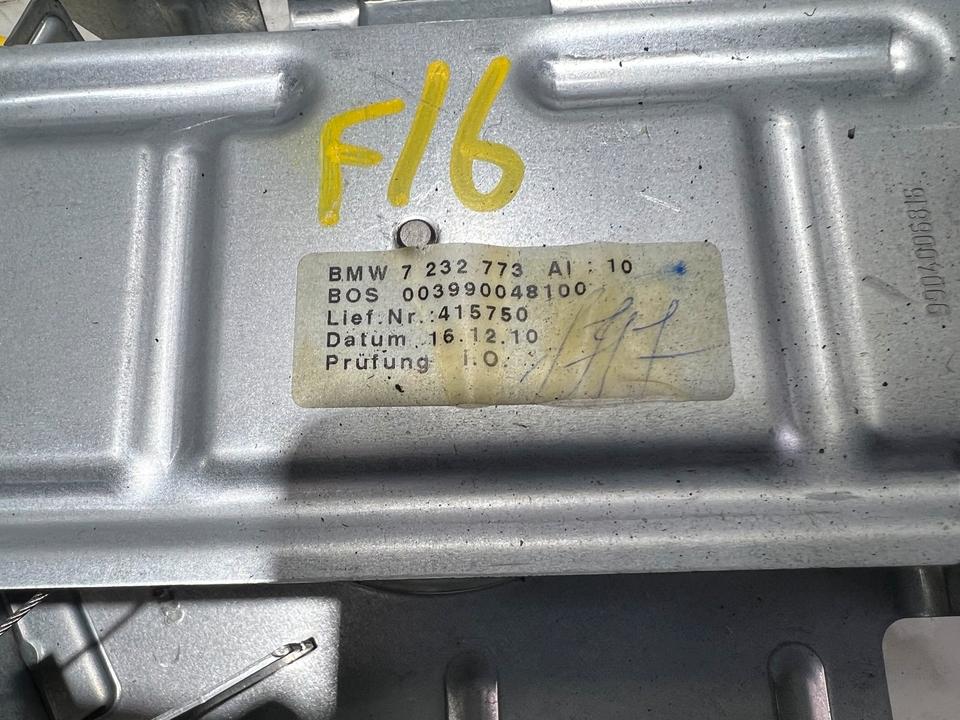 F16
BMW 7 232 773 AI : 10
BOS 003990048100
Lief.Nr.:415750
Datum 16.12.10
Prüfung i.O.